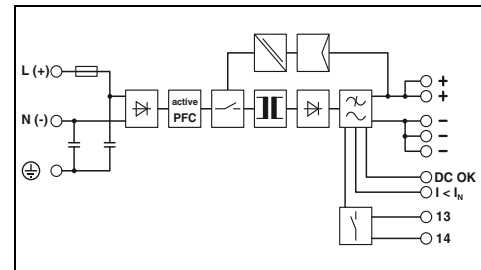 L (+)
N (-)
active
PFC
+
+
–
–
–
DC OK
I < IN
13
14